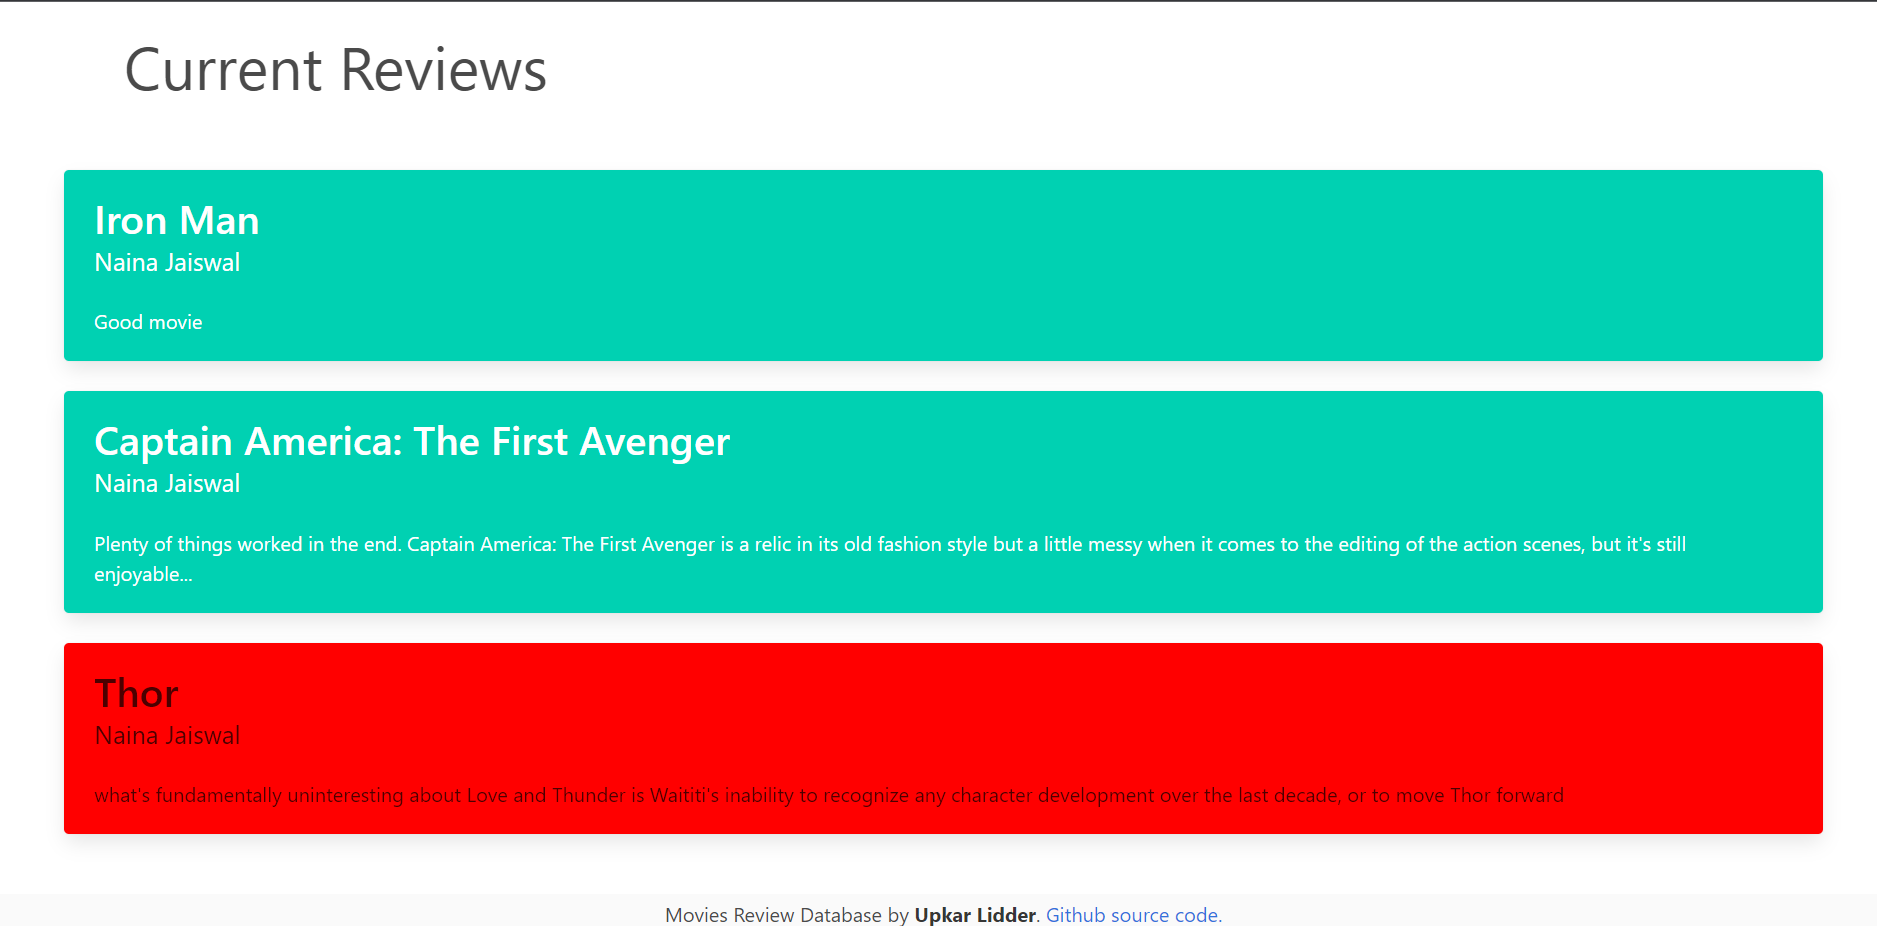 Current Reviews
Iron Man
Naina Jaiswal
Good movie
Captain America: The First Avenger
Naina Jaiswal
Plenty of things worked in the end. Captain America: The First Avenger is a relic in its old fashion style but a little messy when it comes to the editing of the action scenes, but it's still
enjoyable...
Thor
Naina Jaiswal
what's fundamentally uninteresting about Love and Thunder is Waititi's inability to recognize any character development over the last decade, or to move Thor forward
Movies Review Database by Upkar Lidder. Github source code.